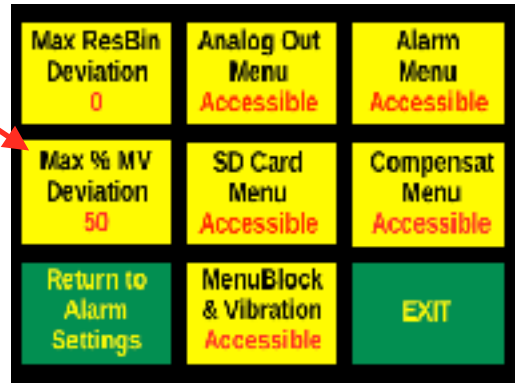 Max ResBin
Deviation
0
Analog Out
Menu
Accessible
Alarm
Menu
Accessible
Max % MV
Deviation
50
SD Card
Menu
Accessible
Compensat
Menu
Accessible
Return to
Alarm
Settings
MenuBlock
& Vibration
Accessible
EXIT